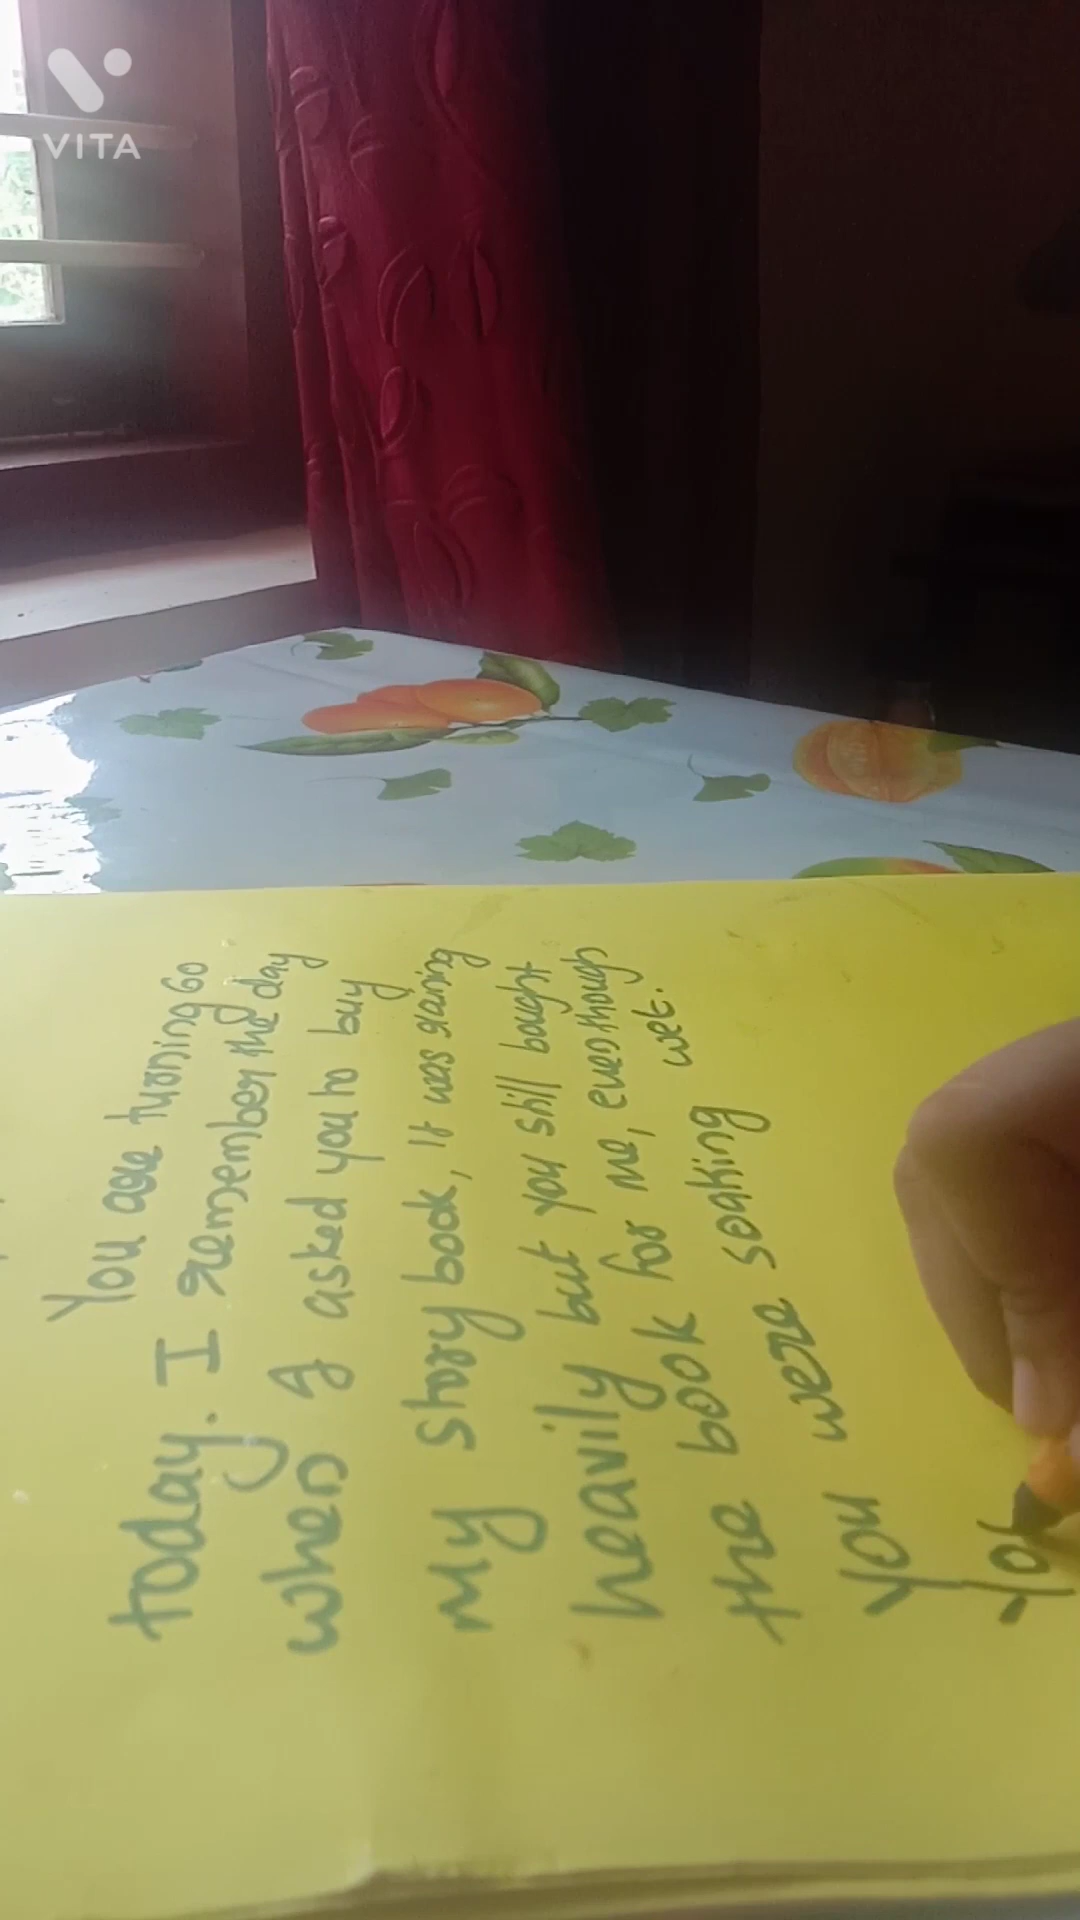 VITA
You are turning 60
today. I remember the day
when I asked you to buy
My story book, It was raining
heavily but you still bought
the book for me, even though
you were soaking wet.
You